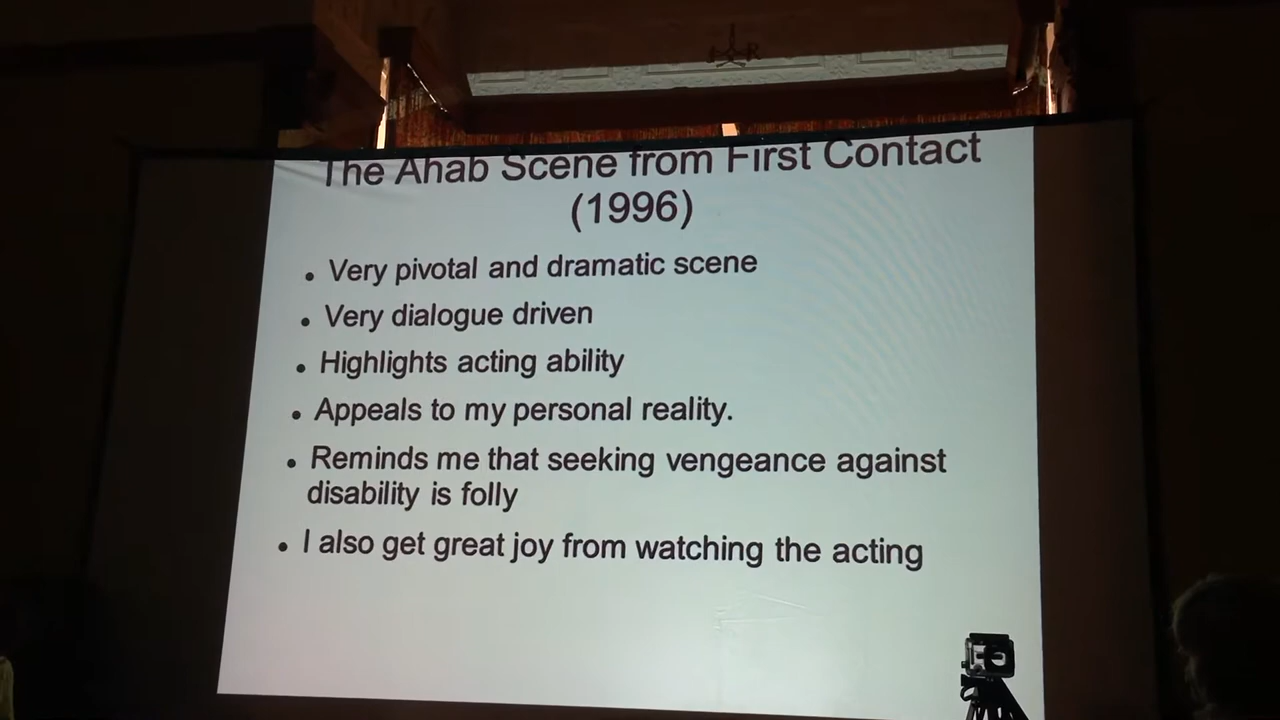 The Ahab Scene from First Contact
(1996)
• Very pivotal and dramatic scene
• Very dialogue driven
• Highlights acting ability
• Appeals to my personal reality.
• Reminds me that seeking vengeance against
disability is folly
• I also get great joy from watching the acting